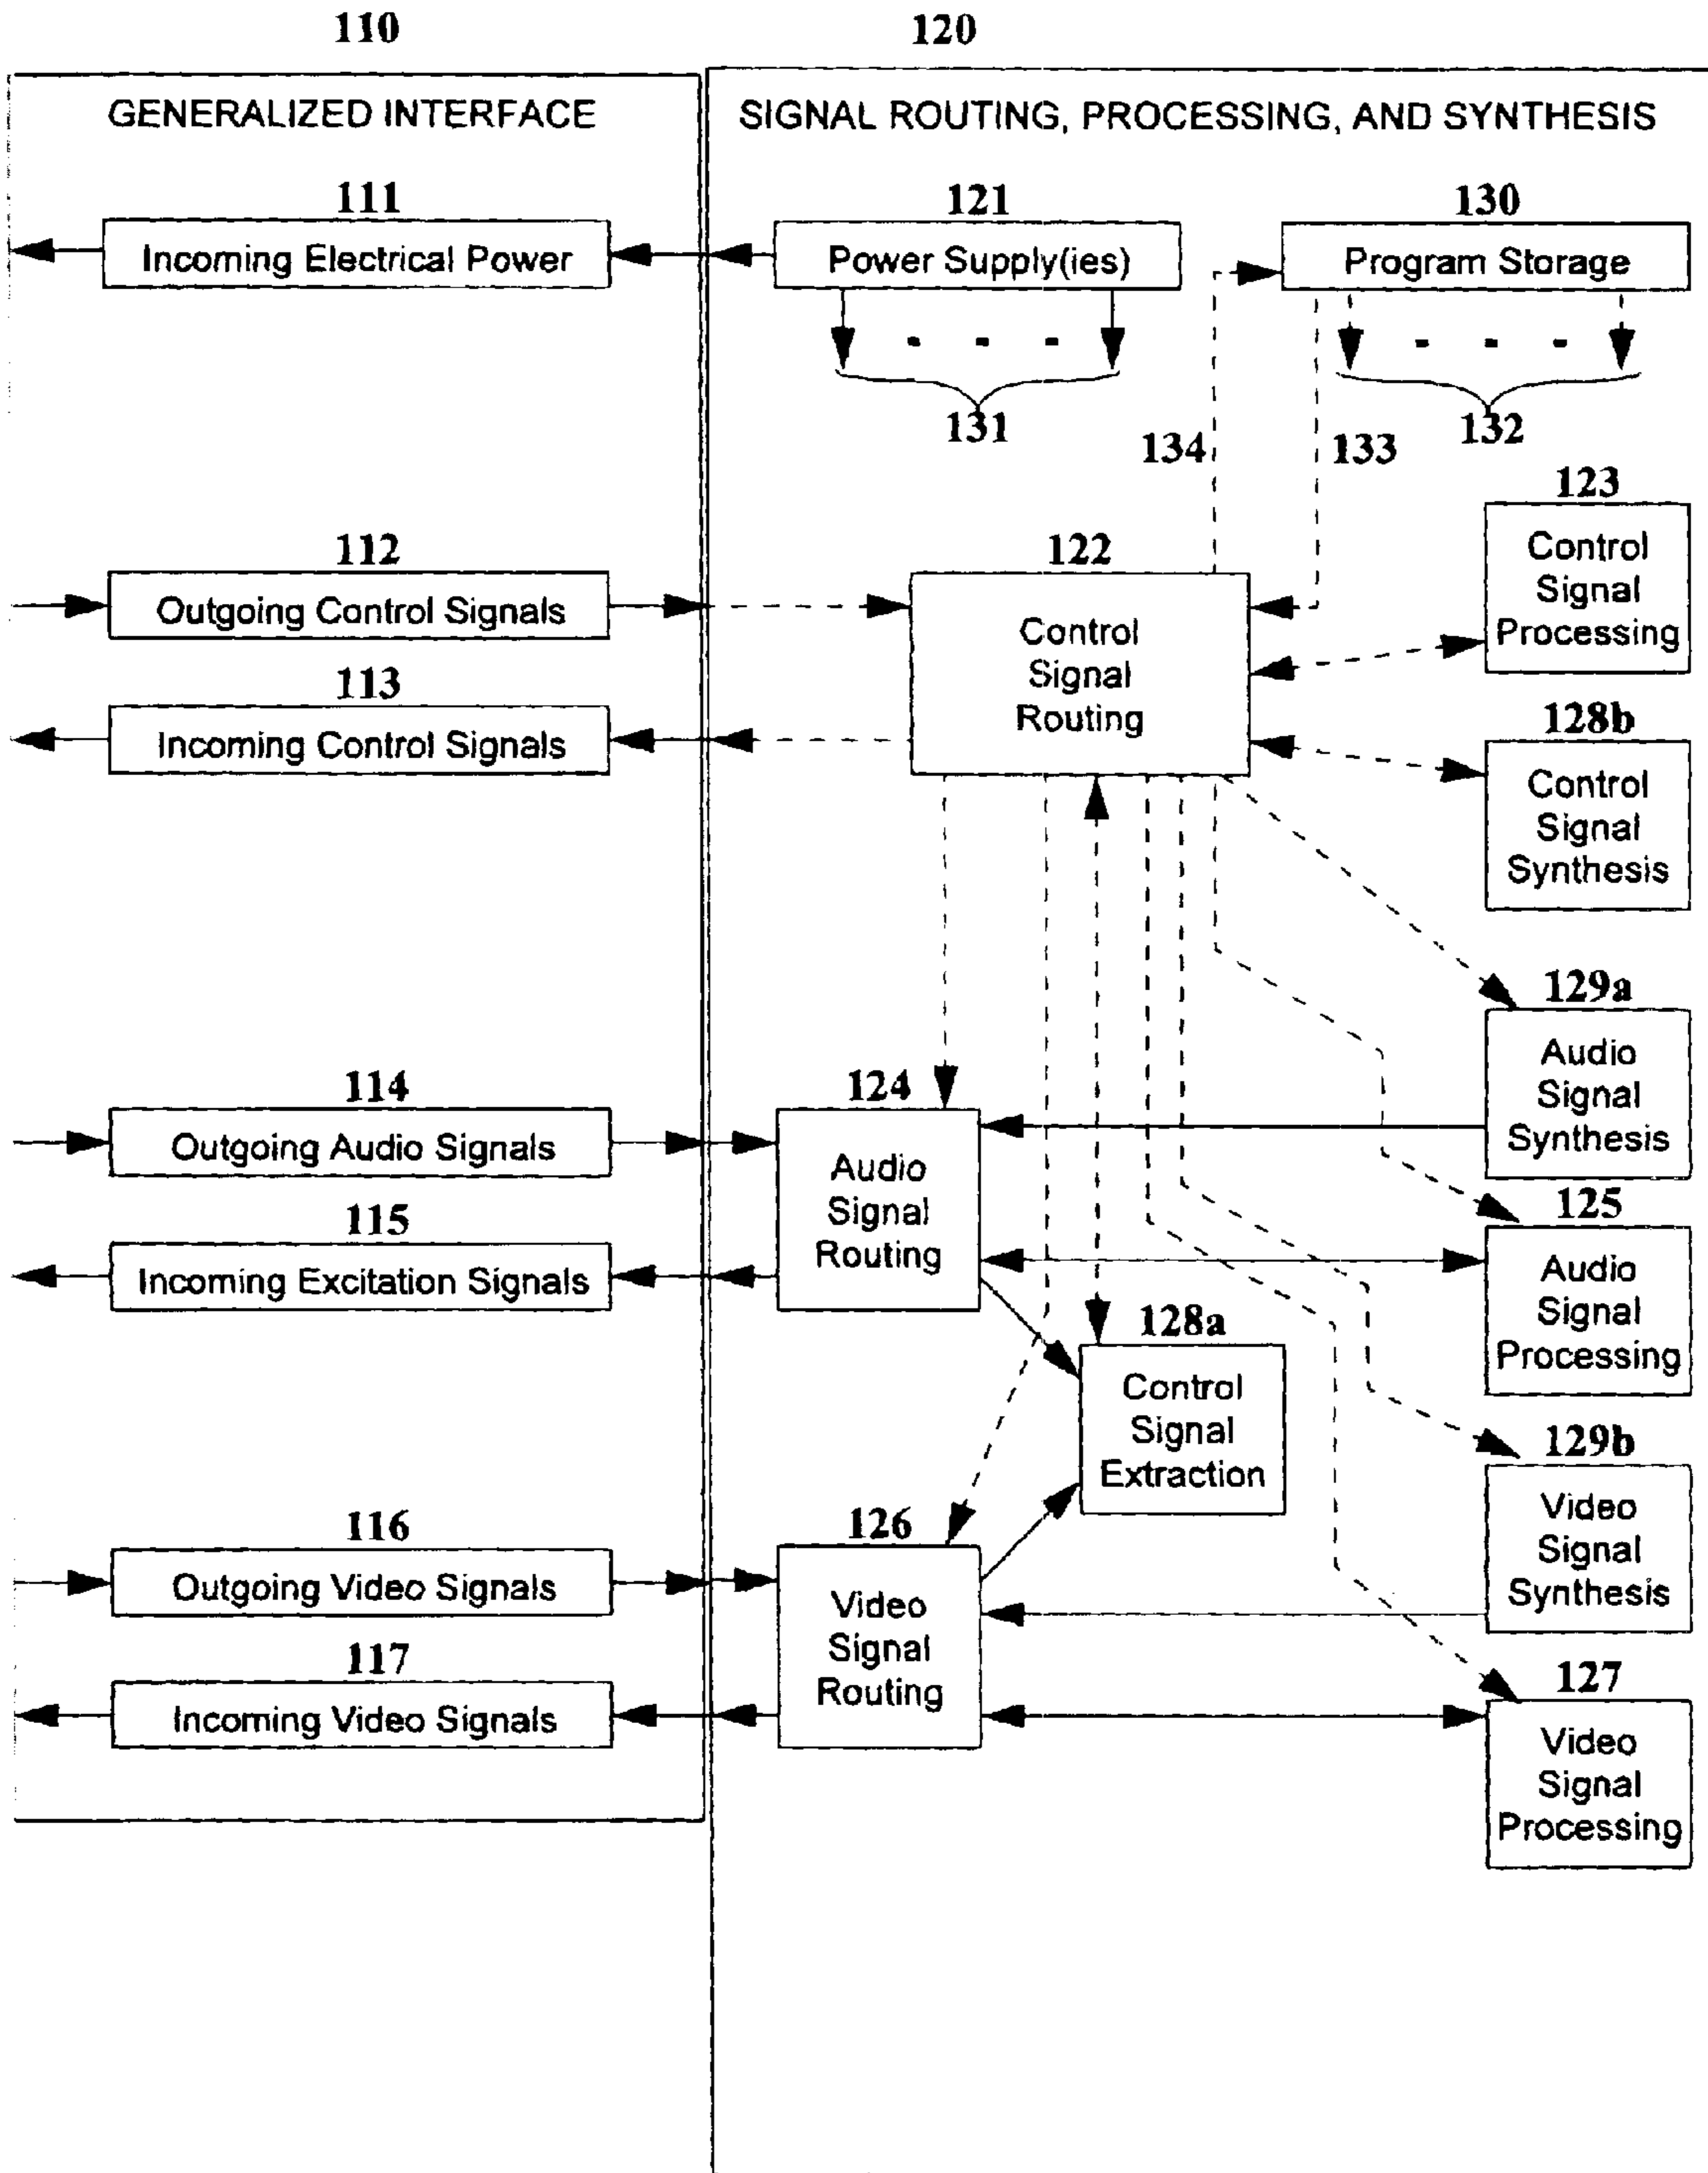 110
120
GENERALIZED INTERFACE
SIGNAL ROUTING, PROCESSING, AND SYNTHESIS
111
Incoming Electrical Power
121
Power Supply(ies)
130
Program Storage
131
134
133
132
112
Outgoing Control Signals
113
Incoming Control Signals
122
Control
Signal
Routing
123
Control
Signal
Processing
128b
Control
Signal
Synthesis
129a
Audio
Signal
Synthesis
114
Outgoing Audio Signals
115
Incoming Excitation Signals
124
Audio
Signal
Routing
125
Audio
Signal
Processing
128a
Control
Signal
Extraction
129b
Video
Signal
Synthesis
116
Outgoing Video Signals
117
Incoming Video Signals
126
Video
Signal
Routing
127
Video
Signal
Processing